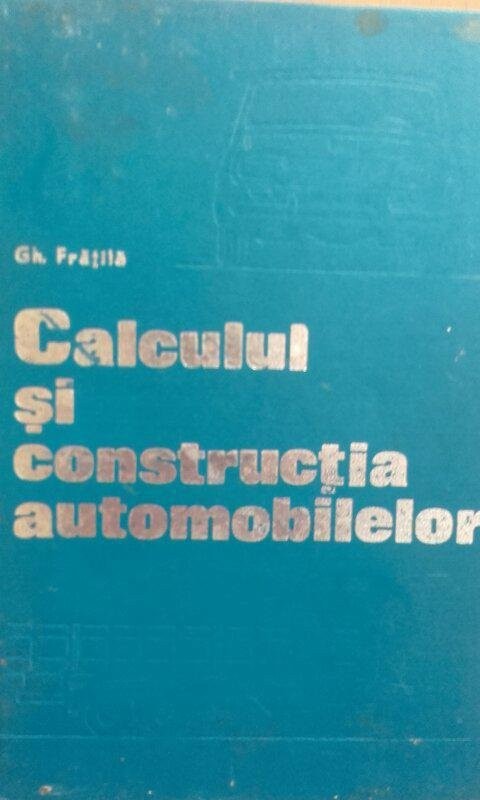 Gh. Frățilă
Calculul
și
construcția
automobilelor